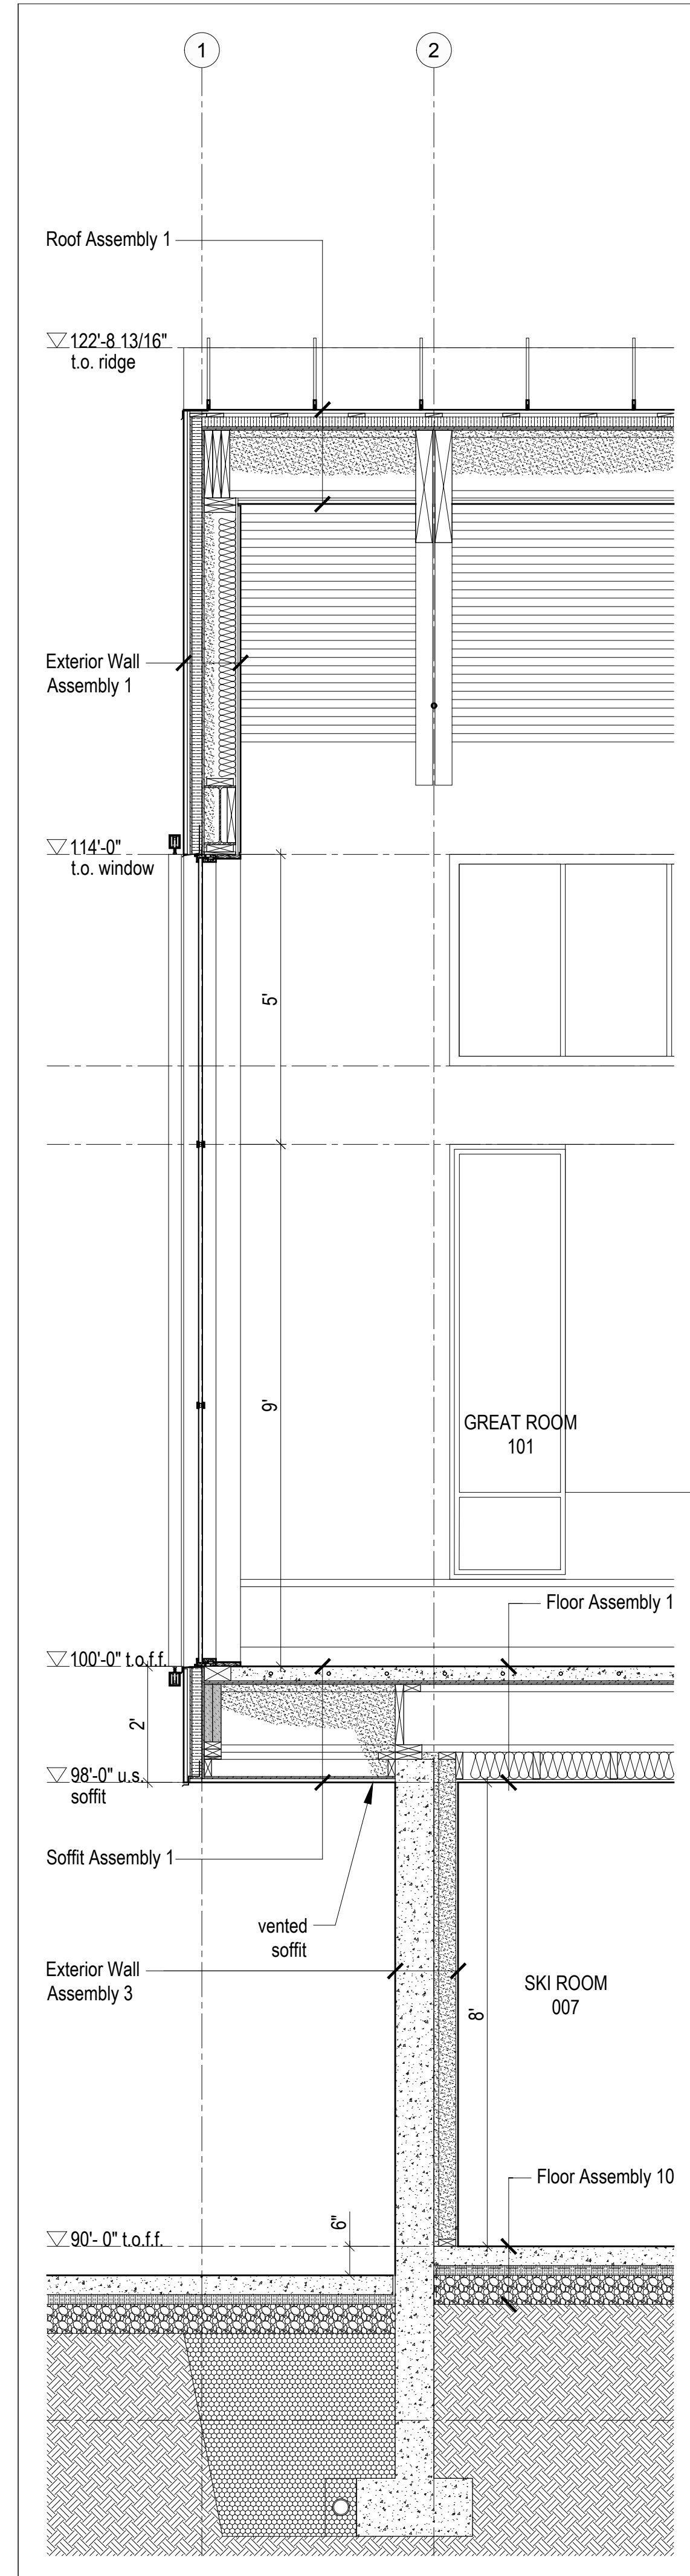 1
2
Roof Assembly 1
122'-8 13/16"
t.o. ridge
Exterior Wall
Assembly 1
114'-0"
t.o. window
5'
9'
GREAT ROOM
101
Floor Assembly 1
100'-0" t.o.f.f.
2'
98'-0" u.s.
soffit
Soffit Assembly 1
vented
soffit
Exterior Wall
Assembly 3
SKI ROOM
007
8'
Floor Assembly 10
6"
90'- 0" t.o.f.f.